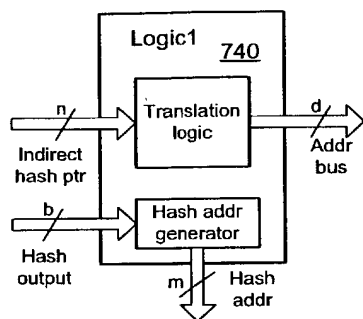 Logic1
740
n
Indirect
hash ptr
Translation
logic
d
Addr
bus
b
Hash
output
Hash addr
generator
m
Hash
addr